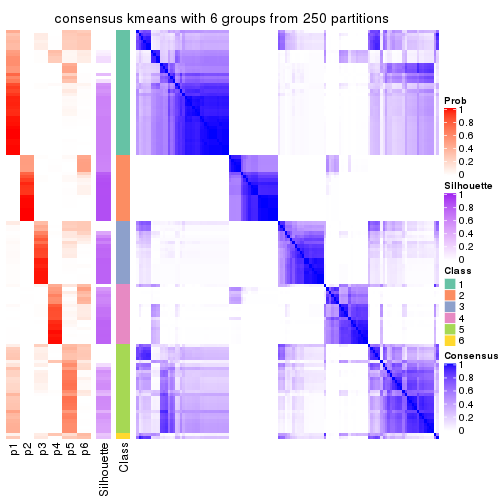 consensus kmeans with 6 groups from 250 partitions
Prob
1
0.8
0.6
0.4
0.2
0
Silhouette
1
0.8
0.6
0.4
0.2
0
Class
1
2
3
4
5
6
Consensus
1
0.8
0.6
0.4
0.2
0
p1
p2
p3
p4
p5
p6
Silhouette
Class